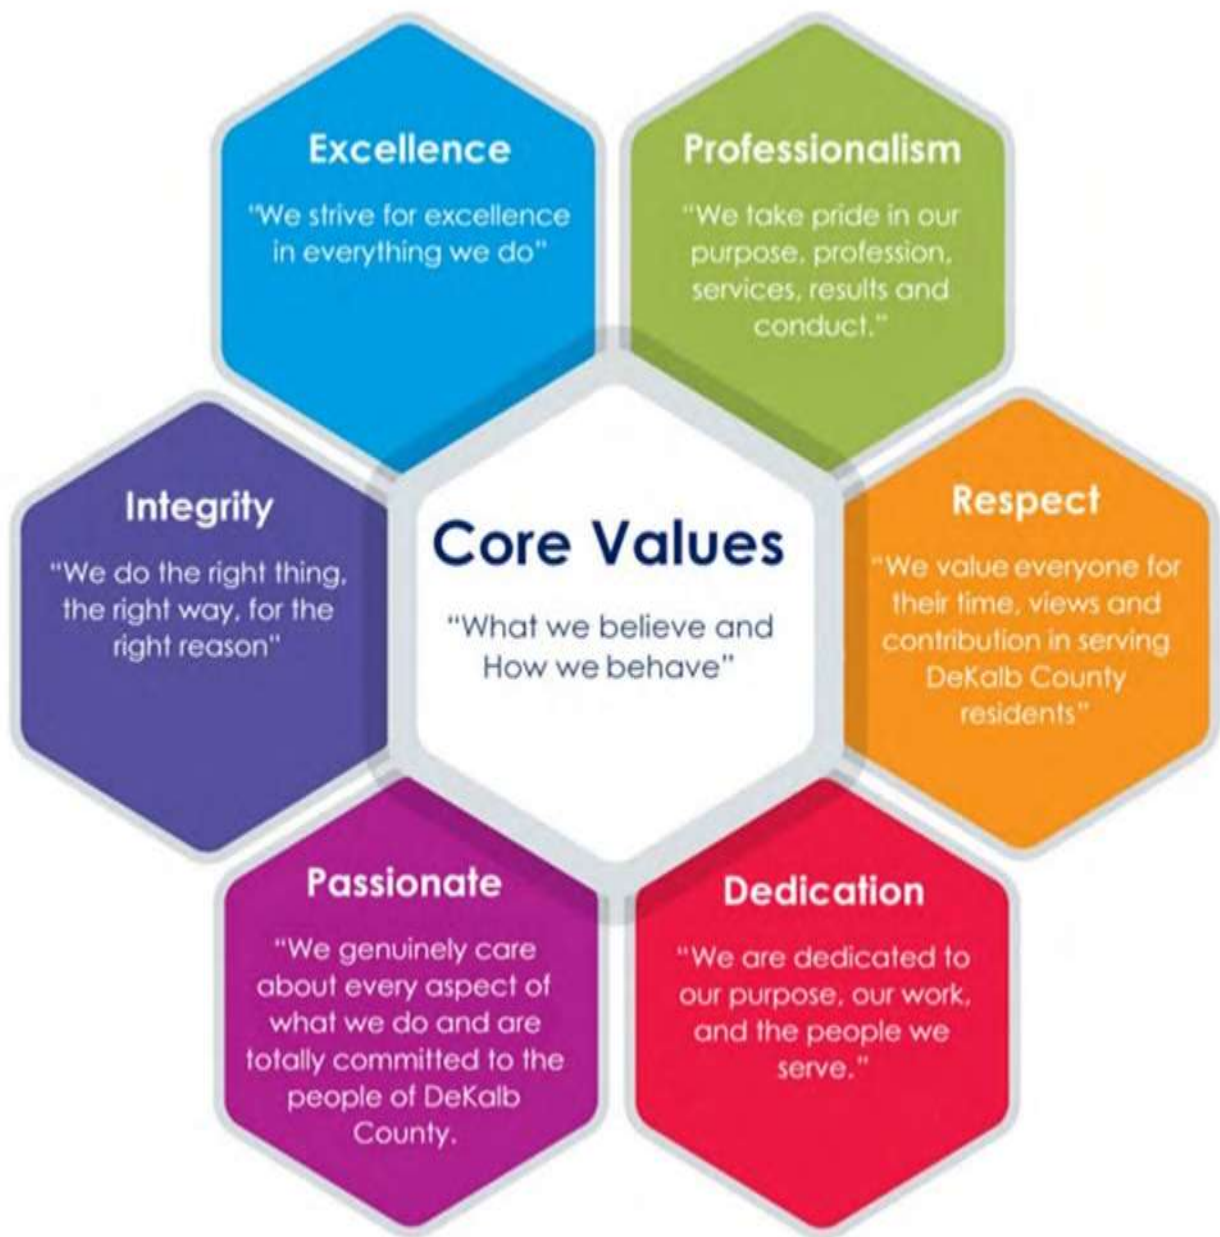 Excellence
"We strive for excellence
in everything we do"
Professionalism
"We take pride in our
purpose, profession,
services, results and
conduct."
Integrity
"We do the right thing,
the right way, for the
right reason"
Core Values
"What we believe and
How we behave"
Respect
"We value everyone for
their time, views and
contribution in serving
DeKalb County
residents"
Passionate
"We genuinely care
about every aspect of
what we do and are
totally committed to the
people of DeKalb
County.
Dedication
"We are dedicated to
our purpose, our work,
and the people we
serve."